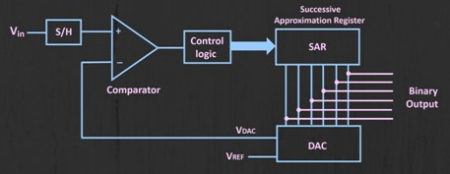 Successive
Approximation Register
Vin
S/H
+
−
Control
logic
SAR
Comparator
Binary
Output
VDAC
VREF
DAC